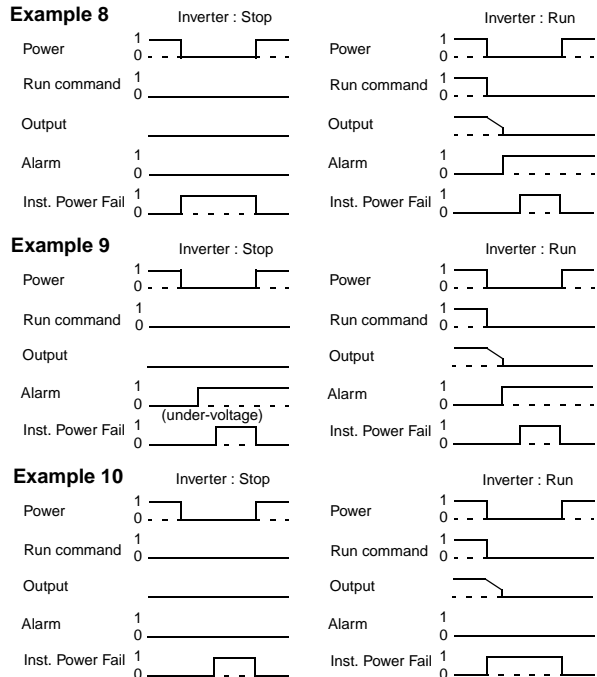 Example 8
Inverter : Stop
Inverter : Run
Power 1 0
Power 1 0
Run command 1 0
Run command 1 0
Output
Output
Alarm 1 0
Alarm 1 0
Inst. Power Fail 1 0
Inst. Power Fail 1 0
Example 9
Inverter : Stop
Inverter : Run
Power 1 0
Power 1 0
Run command 1 0
Run command 1 0
Output
Output
Alarm 1 0
Alarm 1 0
(under-voltage)
Inst. Power Fail 1 0
Inst. Power Fail 1 0
Example 10
Inverter : Stop
Inverter : Run
Power 1 0
Power 1 0
Run command 1 0
Run command 1 0
Output
Output
Alarm 1 0
Alarm 1 0
Inst. Power Fail 1 0
Inst. Power Fail 1 0